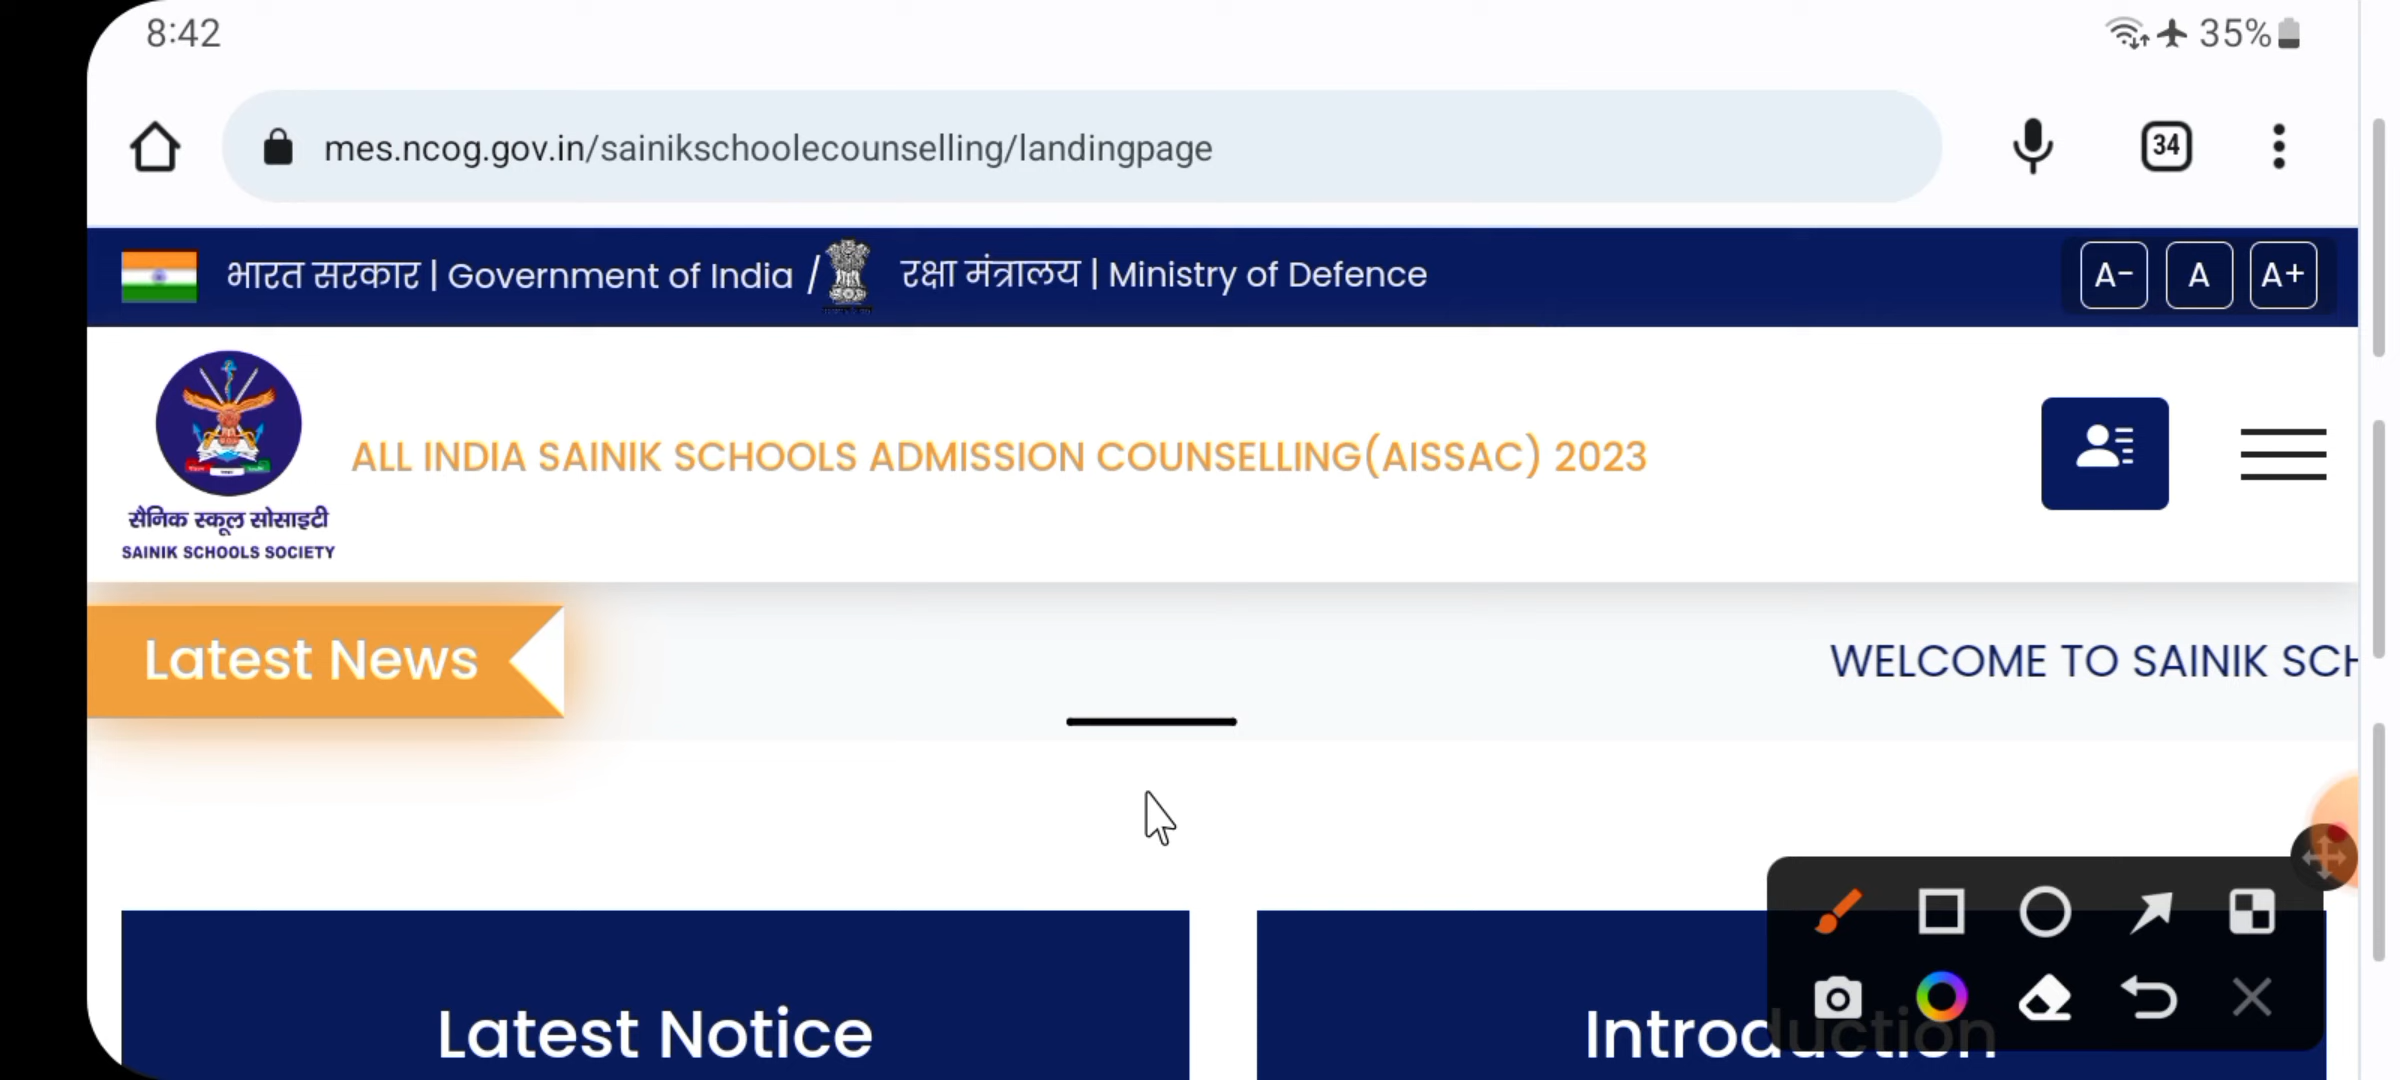 8:42
35%
mes.ncog.gov.in/sainikschoolecounselling/landingpage
34
भारत सरकार | Government of India / रक्षा मंत्रालय | Ministry of Defence
A- A A+
ALL INDIA SAINIK SCHOOLS ADMISSION COUNSELLING(AISSAC) 2023
सैनिक स्कूल सोसाइटी
SAINIK SCHOOLS SOCIETY
Latest News
WELCOME TO SAINIK SCH
Latest Notice
Introduction